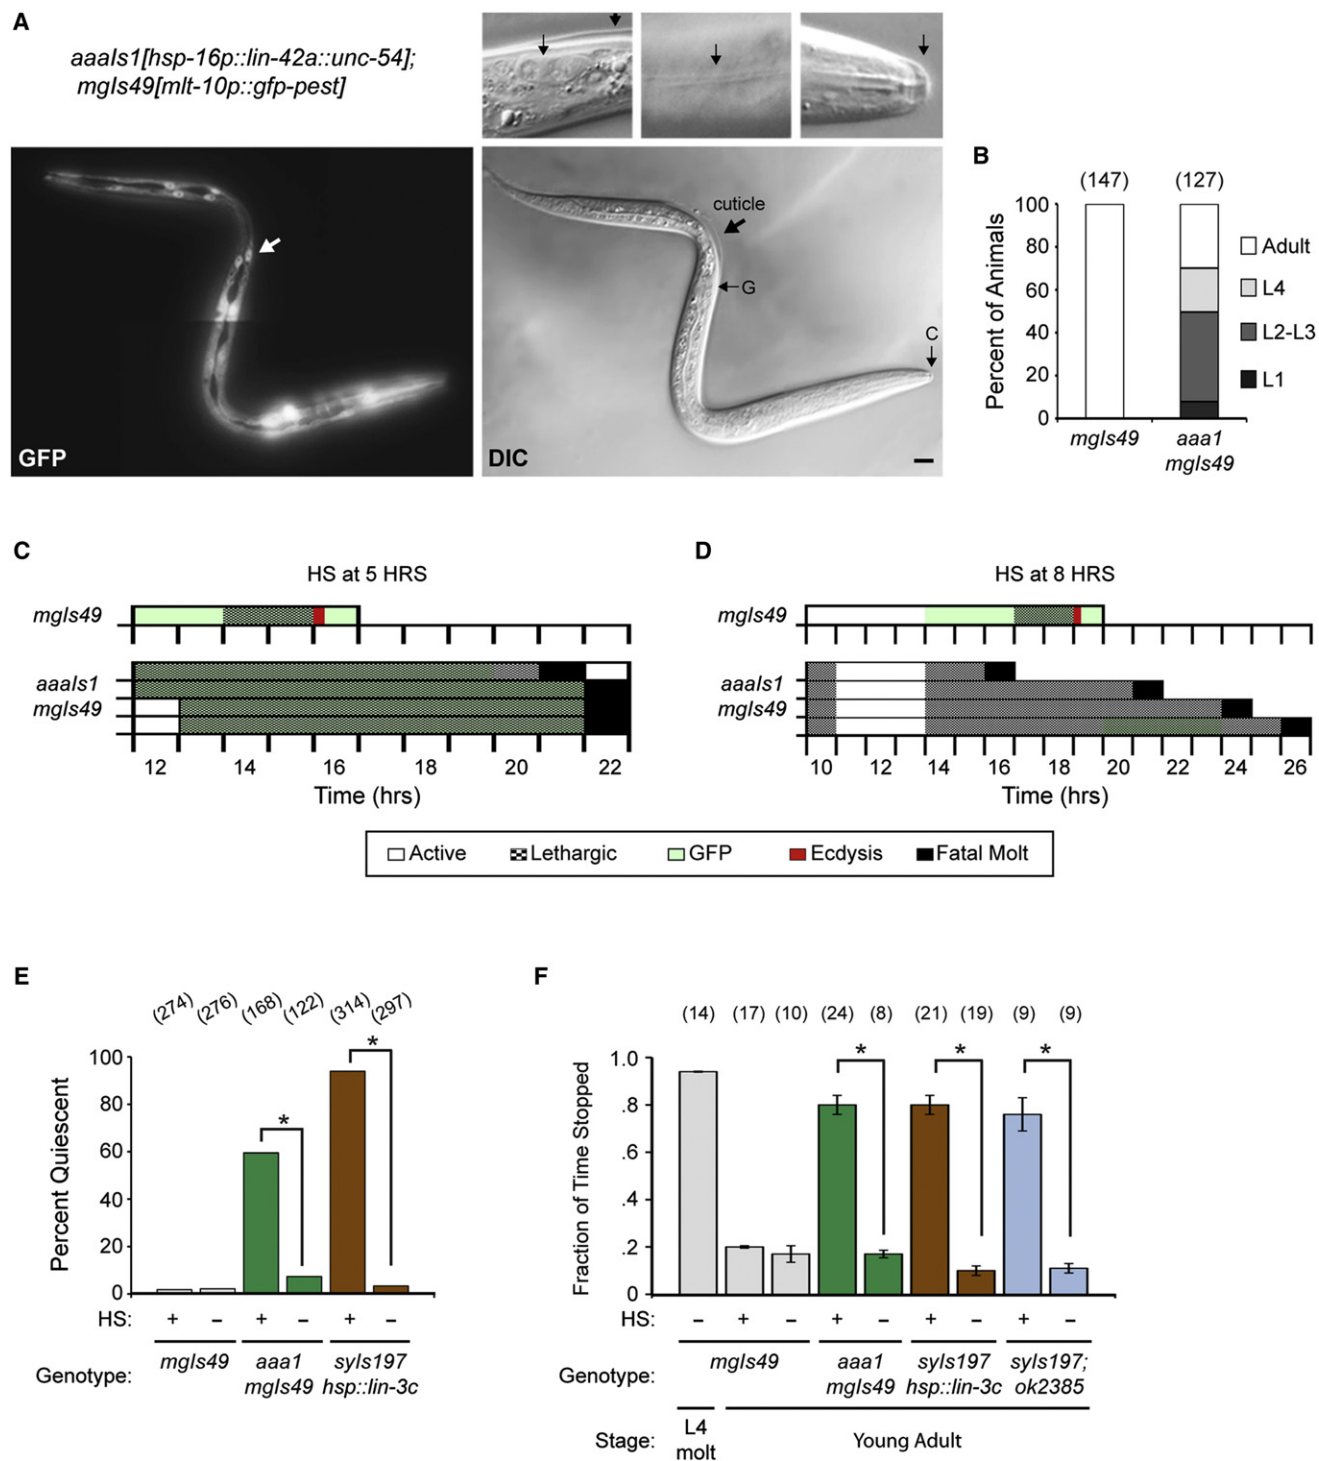 A
aaaIs1[hsp-16p::lin-42a::unc-54];
mgIs49[mlt-10p::gfp-pest]
cuticle
G
C
GFP
DIC
B
(147) (127)
Percent of Animals
100
80
60
40
20
0
Adult
L4
L2-L3
L1
mgIs49
aaa1
mgIs49
C
HS at 5 HRS
mgIs49
aaaIs1
mgIs49
12 14 16 18 20 22
Time (hrs)
D
HS at 8 HRS
mgIs49
aaaIs1
mgIs49
10 12 14 16 18 20 22 24 26
Time (hrs)
Active Lethargic GFP Ecdysis Fatal Molt
E
(274) (276) (168) (122) (314) (297)
Percent Quiescent
100
80
60
40
20
0
* *
HS: + – + – + –
Genotype:
mgIs49
aaa1
mgIs49
syIs197
hsp::lin-3c
F
(14) (17) (10) (24) (8) (21) (19) (9) (9)
Fraction of Time Stopped
1.0
.8
.6
.4
.2
0
* * *
HS: – + – + – + – + –
Genotype:
mgIs49
aaa1
mgIs49
syIs197
hsp::lin-3c
syIs197;
ok2385
Stage:
L4
molt
Young Adult